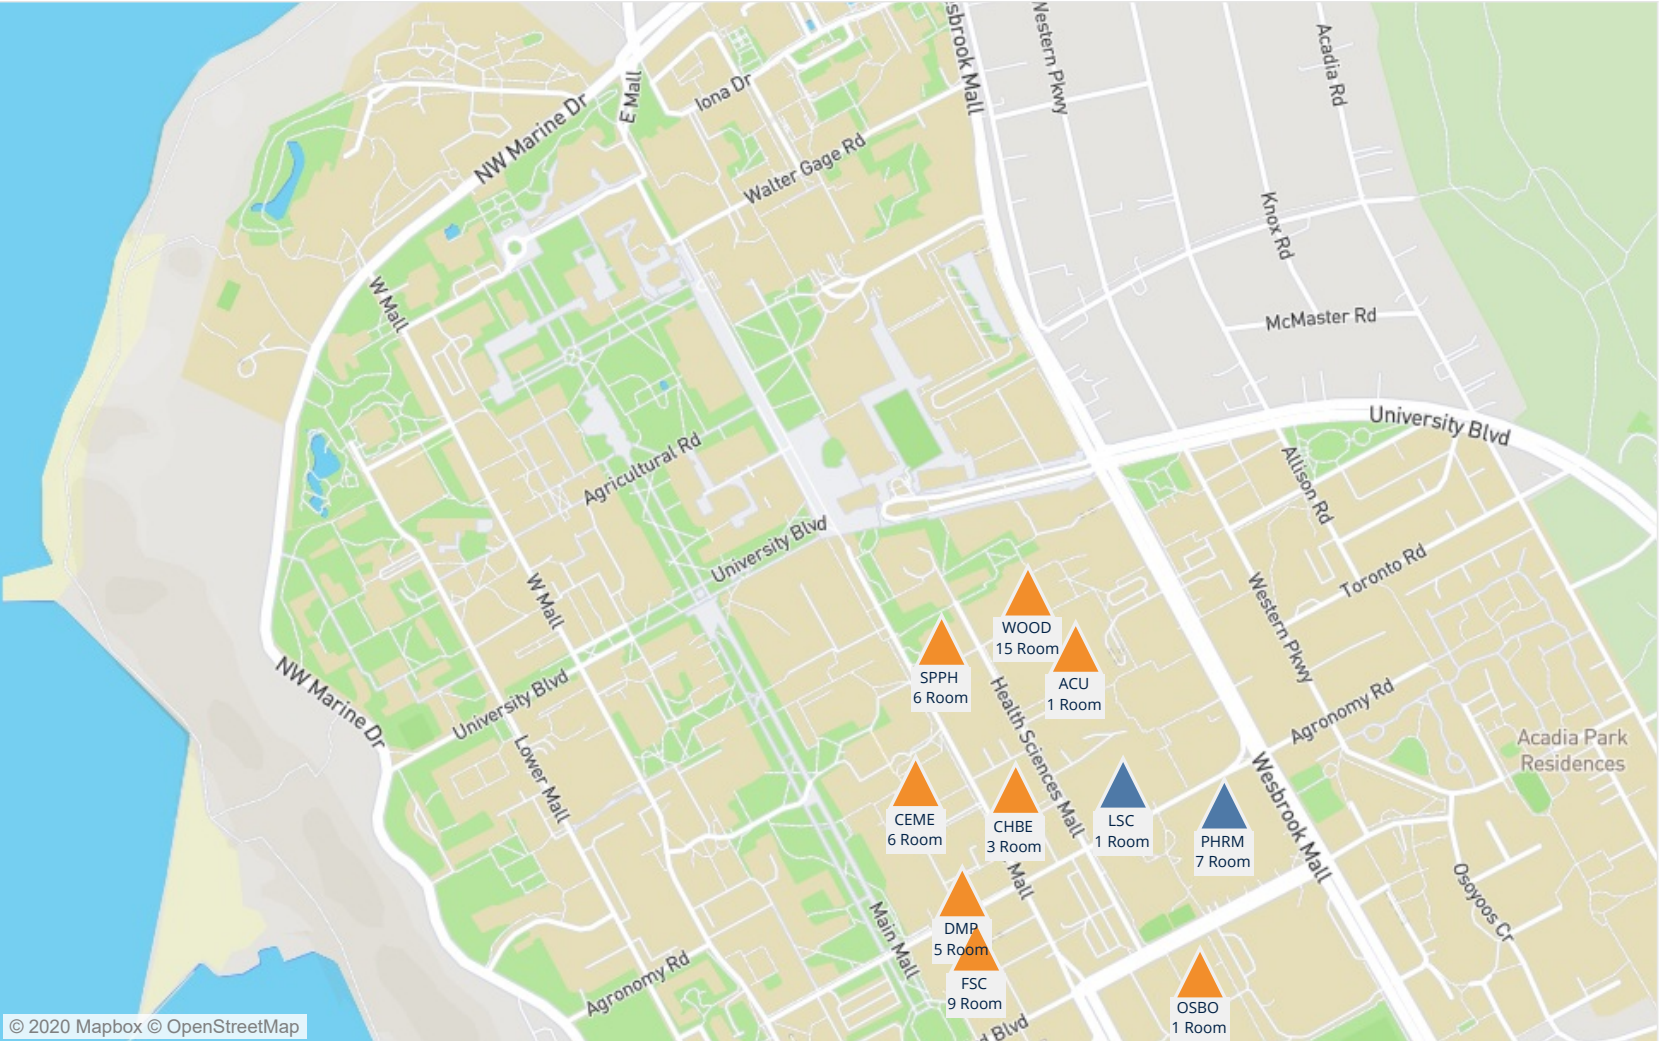 sbrook Mall
Western Pkwy
Acadia Rd
E Mall
Iona Dr
NW Marine Dr
Walter Gage Rd
Knox Rd
W Mall
McMaster Rd
University Blvd
Agricultural Rd
Allison Rd
University Blvd
Toronto Rd
W Mall
Western Pkwy
WOOD
15 Room
SPPH
6 Room
ACU
1 Room
NW Marine Dr
University Blvd
Health Sciences Mall
Agronomy Rd
Acadia Park
Residences
Lower Mall
Wesbrook Mall
CEME
6 Room
CHBE
3 Room
LSC
1 Room
PHRM
7 Room
Mall
Osoyoos Cr
DMP
5 Room
Main Mall
FSC
9 Room
Agronomy Rd
OSBO
1 Room
d Blvd
© 2020 Mapbox © OpenStreetMap